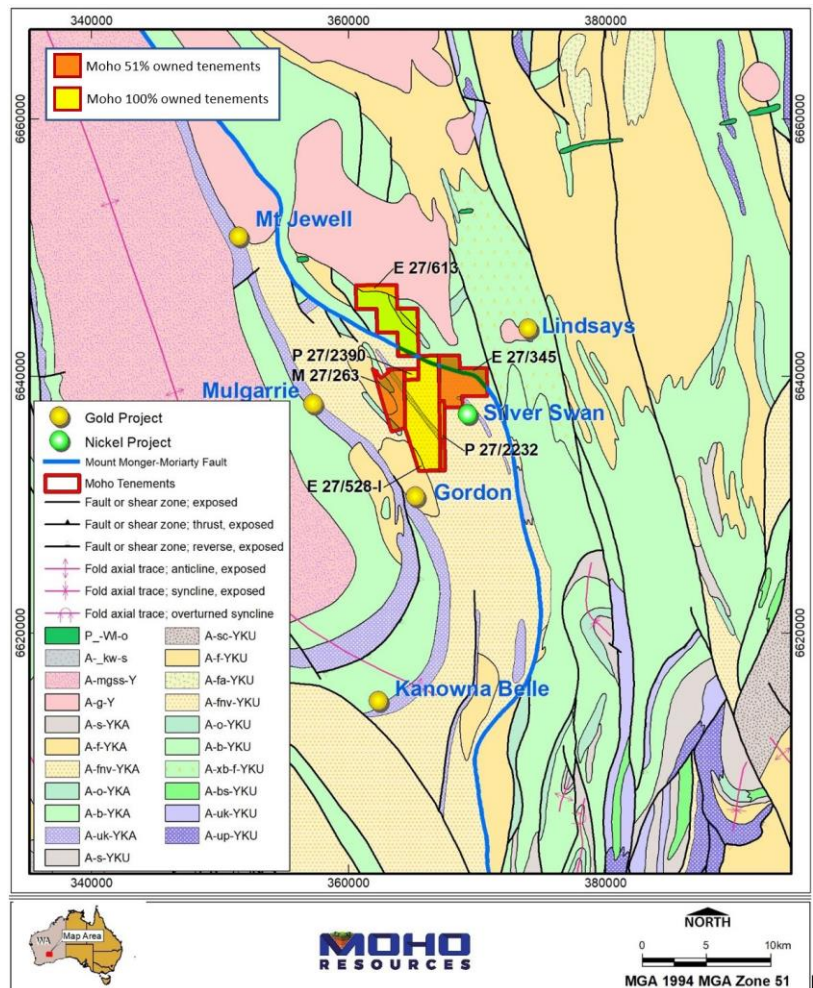 340000 360000 380000
Moho 51% owned tenements
Moho 100% owned tenements
6660000
6660000
Mt Jewell
E 27/613
Lindsays
P 27/2390
E 27/345
M 27/263
6640000
6640000
Mulgarrie
Silver Swan
P 27/2232
E 27/528-I
Gordon
Gold Project
Nickel Project
Mount Monger-Moriarty Fault
Moho Tenements
Fault or shear zone; exposed
Fault or shear zone; thrust, exposed
Fault or shear zone; reverse, exposed
Fold axial trace; anticline, exposed
Fold axial trace; syncline, exposed
Fold axial trace; overturned syncline
P_-WI-o
A-_kw-s
A-mgss-Y
A-g-Y
A-s-YKA
A-f-YKA
A-fnv-YKA
A-o-YKA
A-b-YKA
A-uk-YKA
A-s-YKU
A-sc-YKU
A-f-YKU
A-fa-YKU
A-fnv-YKU
A-o-YKU
A-b-YKU
A-xb-f-YKU
A-bs-YKU
A-uk-YKU
A-up-YKU
6620000
6620000
Kanowna Belle
340000 360000 380000
WA
Map Area
MOHO
RESOURCES
NORTH
0 5 10km
MGA 1994 MGA Zone 51